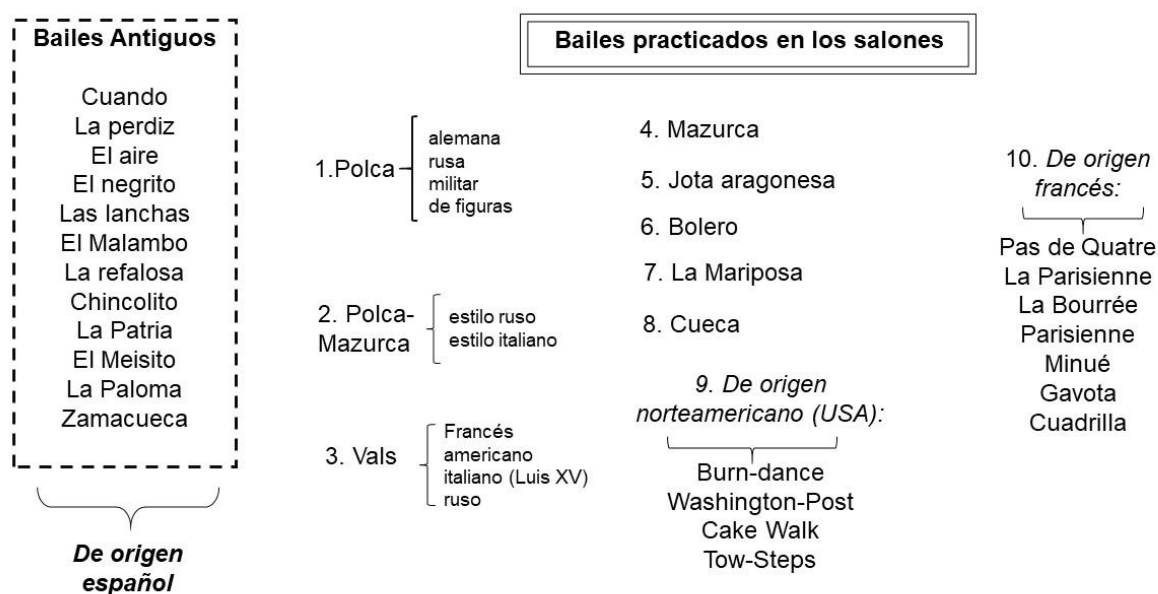 Bailes Antiguos
Cuando
La perdiz
El aire
El negrito
Las lanchas
El Malambo
La refalosa
Chincolito
La Patria
El Meisito
La Paloma
Zamacueca
De origen
español
Bailes practicados en los salones
1.Polca
alemana
rusa
militar
de figuras
2. Polca-
Mazurca
estilo ruso
estilo italiano
3. Vals
Francés
americano
italiano (Luis XV)
ruso
4. Mazurca
5. Jota aragonesa
6. Bolero
7. La Mariposa
8. Cueca
9. De origen
norteamericano (USA):
Burn-dance
Washington-Post
Cake Walk
Tow-Steps
10. De origen
francés:
Pas de Quatre
La Parisienne
La Bourrée
Parisienne
Minué
Gavota
Cuadrilla